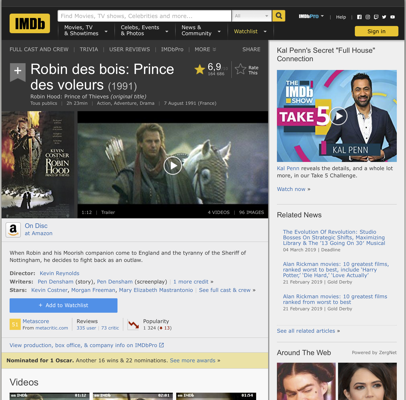 IMDb
Find Movies, TV shows, Celebrities and more...
All
IMDbPro
Help
Movies, TV
& Showtimes
Celebs, Events
& Photos
News &
Community
Watchlist
Sign in
FULL CAST AND CREW | TRIVIA | USER REVIEWS | IMDbPro | MORE
SHARE
+
Robin des bois: Prince
des voleurs (1991)
Robin Hood: Prince of Thieves (original title)
Tous publics | 2h 23min | Action, Adventure, Drama | 7 August 1991 (France)
6,9
Rate
This
KEVIN
COSTNER
ROBIN
HOOD
1:12 | Trailer
4 VIDEOS | 96 IMAGES
a
On Disc
at Amazon
When Robin and his Moorish companion come to England and the tyranny of the Sheriff of
Nottingham, he decides to fight back as an outlaw.
Director: Kevin Reynolds
Writers: Pen Densham (story), Pen Densham (screenplay) | 1 more credit »
Stars: Kevin Costner, Morgan Freeman, Mary Elizabeth Mastrantonio | See full cast & crew »
+ Add to Watchlist
61
Metascore
From metacritic.com
Reviews
335 user | 73 critic
Popularity
1 324 (♦ 13)
View production, box office, & company info on IMDbPro
Nominated for 1 Oscar. Another 16 wins & 22 nominations. See more awards »
Videos
Kal Penn's Secret "Full House"
Connection
THE
IMDb
SHOW
TAKE 5
KAL PENN
Kal Penn reveals the details, and a whole lot
more, in our Take 5 Challenge.
Watch now »
Related News
The Evolution Of Revolution: Studio
Bosses On Strategic Shifts, Maximizing
Library & The '13 Going On 30' Musical
04 March 2019 | Deadline
Alan Rickman movies: 10 greatest films,
ranked worst to best, include 'Harry
Potter,' 'Die Hard,' 'Love Actually'
21 February 2019 | Gold Derby
Alan Rickman movies: 10 greatest films
ranked worst to best
21 February 2019 | Gold Derby
See all related articles »
Around The Web | Powered by ZergNet